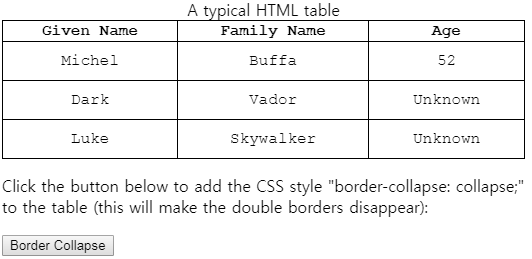 A typical HTML table
Given Name Family Name Age
Michel Buffa 52
Dark Vador Unknown
Luke Skywalker Unknown
Click the button below to add the CSS style "border-collapse: collapse;"
to the table (this will make the double borders disappear):
Border Collapse